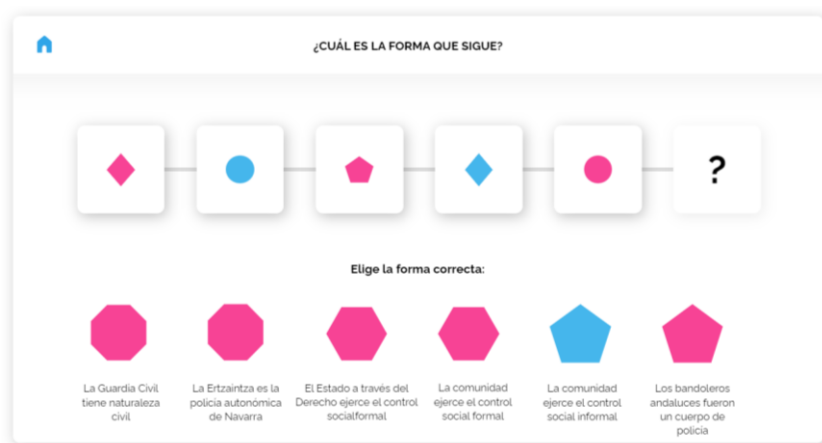 ¿CUÁL ES LA FORMA QUE SIGUE?
?
Elige la forma correcta:
La Guardia Civil
tiene naturaleza
civil
La Ertzaintza es la
policía autonómica
de Navarra
El Estado a través del
Derecho ejerce el control
socialformal
La comunidad
ejerce el control
social formal
La comunidad
ejerce el control
social informal
Los bandoleros
andaluces fueron
un cuerpo de
policía